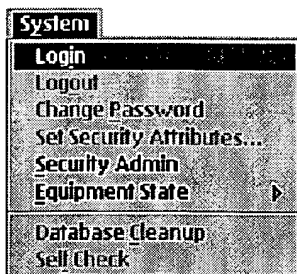 System
Login
Logout
Change Password
Set Security Attributes...
Security Admin
Equipment State
Database Cleanup
Self Check